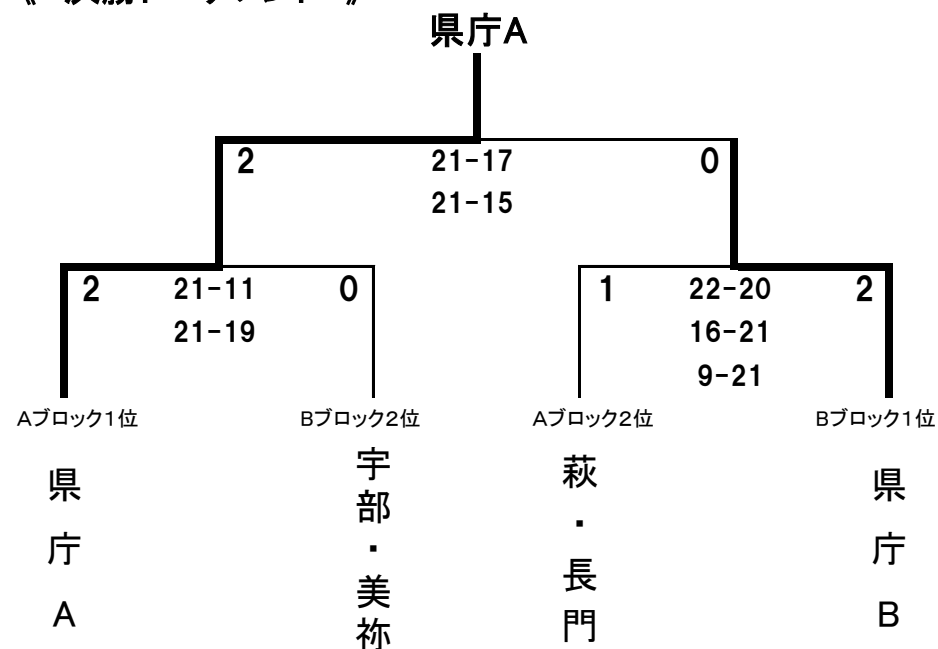 県庁A
2 21-17 0
21-15
2 21-11 0
21-19
1 22-20 2
16-21
9-21
Aブロック1位
Bブロック2位
Aブロック2位
Bブロック1位
県庁A
宇部・美祢
萩・長門
県庁B